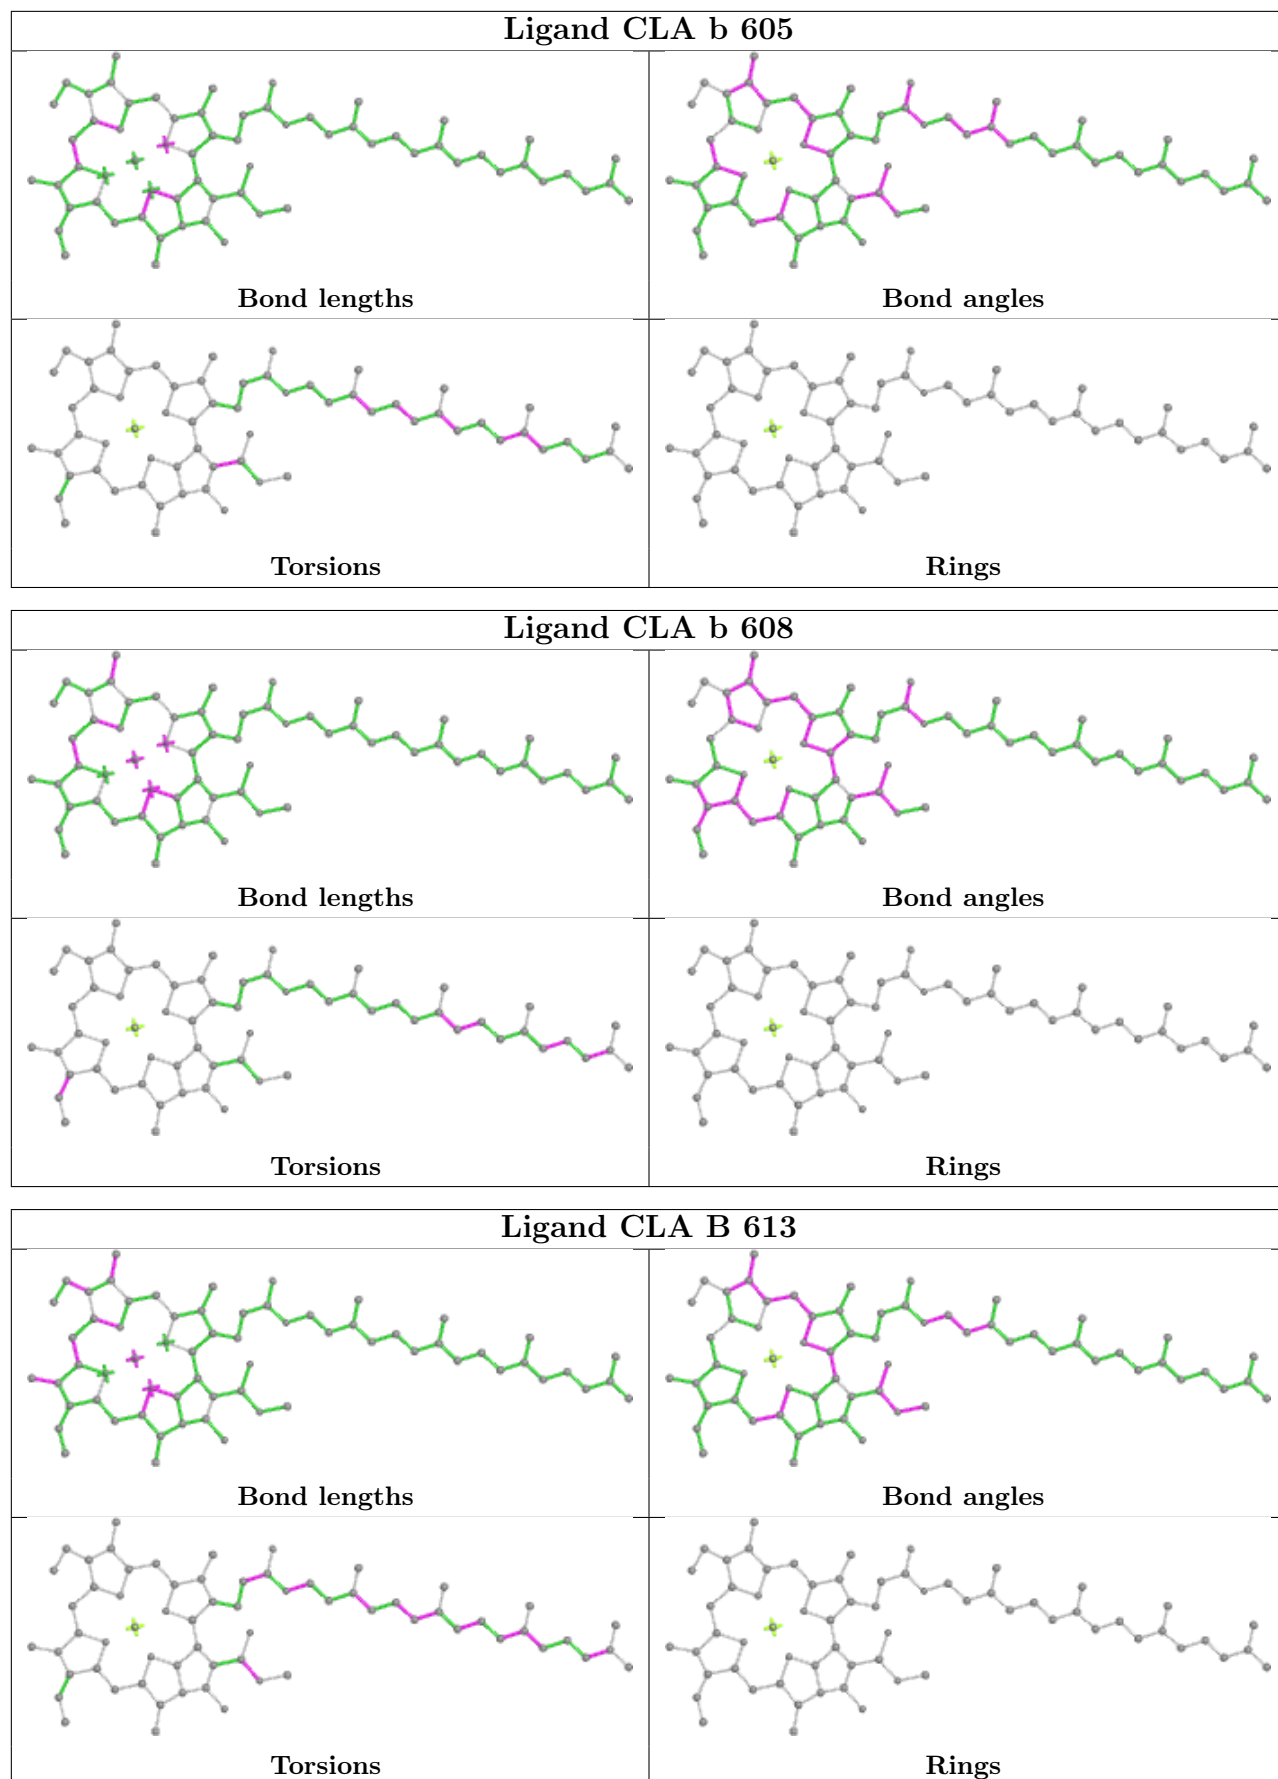 Ligand CLA b 605
Bond lengths
Bond angles
Torsions
Rings
Ligand CLA b 608
Bond lengths
Bond angles
Torsions
Rings
Ligand CLA B 613
Bond lengths
Bond angles
Torsions
Rings